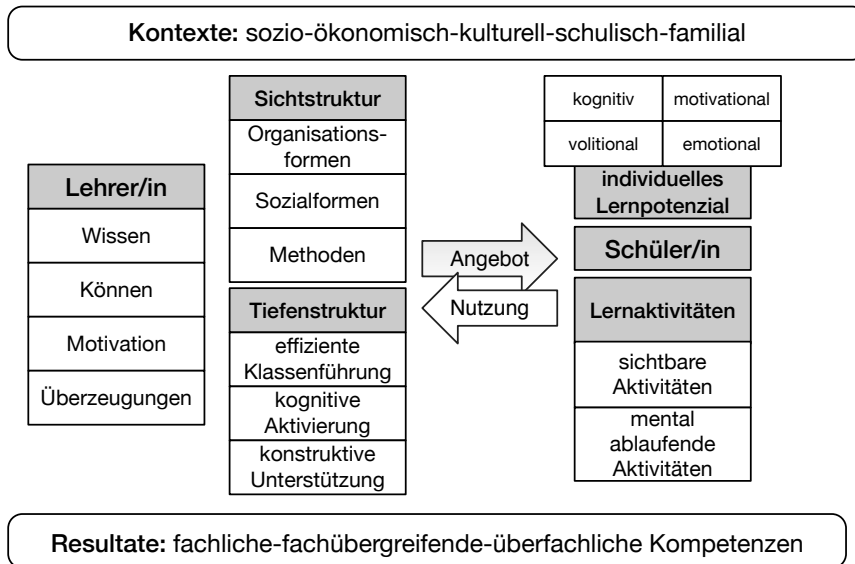 Kontexte: sozio-ökonomisch-kulturell-schulisch-familial
Lehrer/in
Wissen
Können
Motivation
Überzeugungen
Sichtstruktur
Organisations-
formen
Sozialformen
Methoden
Tiefenstruktur
effiziente
Klassenführung
kognitive
Aktivierung
konstruktive
Unterstützung
Angebot
Nutzung
kognitiv
motivational
volitional
emotional
individuelles
Lernpotenzial
Schüler/in
Lernaktivitäten
sichtbare
Aktivitäten
mental
ablaufende
Aktivitäten
Resultate: fachliche-fachübergreifende-überfachliche Kompetenzen